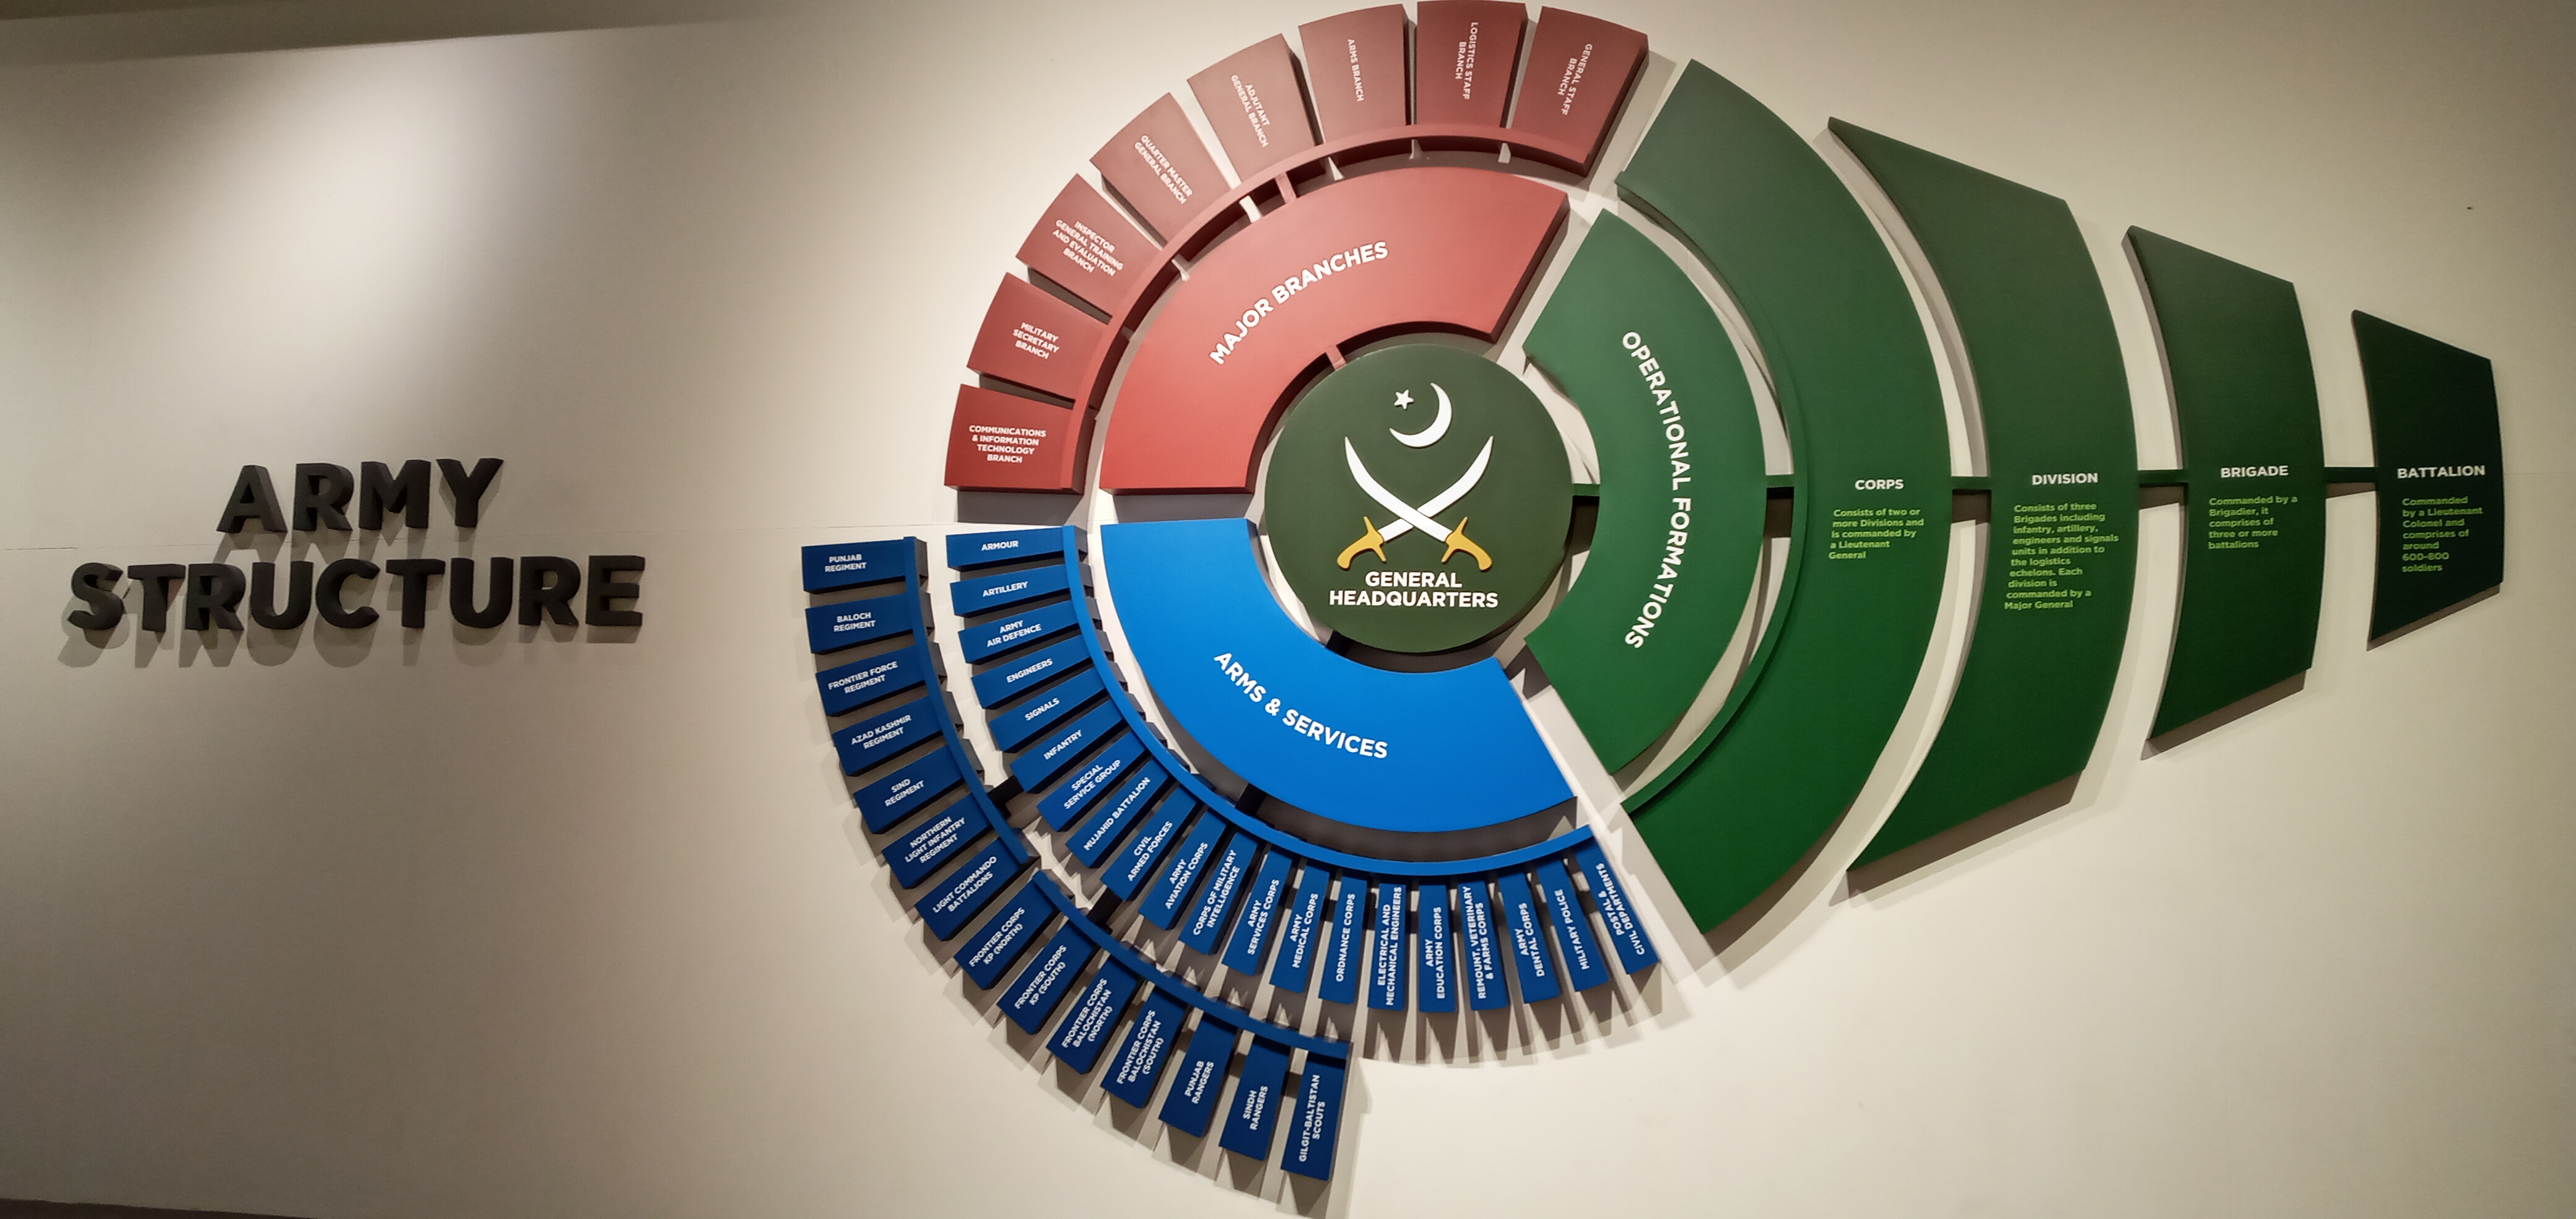 ARMY
STRUCTURE
GENERAL
HEADQUARTERS
MAJOR BRANCHES
COMMUNICATIONS
& INFORMATION
TECHNOLOGY
BRANCH
MILITARY
SECRETARY
BRANCH
INSPECTOR
GENERAL TRAINING
AND EVALUATION
BRANCH
QUARTER MASTER
GENERAL BRANCH
ADJUTANT
GENERAL BRANCH
ARMS BRANCH
LOGISTICS STAFF
BRANCH
GENERAL STAFF
BRANCH
OPERATIONAL FORMATIONS
CORPS
Consists of two or
more Divisions and
is commanded by
a Lieutenant
General
DIVISION
Consists of three
Brigades including
infantry, artillery,
engineers and signals
units in addition to
the logistics
echelons. Each
division is
commanded by a
Major General
BRIGADE
Commanded by a
Brigadier, it
comprises of
three or more
battalions
BATTALION
Commanded
by a Lieutenant
Colonel and
comprises of
around
600-800
soldiers
ARMS & SERVICES
ARMOUR
ARTILLERY
ARMY
AIR DEFENCE
ENGINEERS
SIGNALS
INFANTRY
SPECIAL
SERVICE GROUP
MUJAHID BATTALION
CIVIL
ARMED FORCES
ARMY
AVIATION CORPS
CORPS OF MILITARY
INTELLIGENCE
ARMY
SERVICES CORPS
ARMY
MEDICAL CORPS
ORDNANCE CORPS
ELECTRICAL AND
MECHANICAL ENGINEERS
ARMY
EDUCATION CORPS
REMOUNT, VETERINARY
& FARMS CORPS
ARMY
DENTAL CORPS
MILITARY POLICE
POSTAL &
CIVIL DEPARTMENTS
PUNJAB
REGIMENT
BALOCH
REGIMENT
FRONTIER FORCE
REGIMENT
AZAD KASHMIR
REGIMENT
SIND
REGIMENT
NORTHERN
LIGHT INFANTRY
REGIMENT
LIGHT COMMANDO
BATTALIONS
FRONTIER CORPS
KP (NORTH)
FRONTIER CORPS
KP (SOUTH)
FRONTIER CORPS
BALOCHISTAN
(NORTH)
FRONTIER CORPS
BALOCHISTAN
(SOUTH)
PUNJAB
RANGERS
SINDH
RANGERS
GILGIT-BALTISTAN
SCOUTS